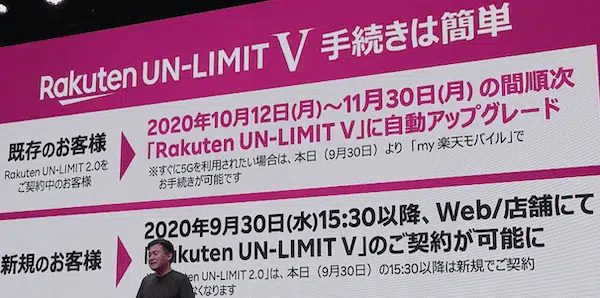 Rakuten UN-LIMIT V 手続きは簡単
既存のお客様
Rakuten UN-LIMIT 2.0を
ご契約中のお客様
2020年10月12日(月)～11月30日(月) の間順次
「Rakuten UN-LIMIT V」に自動アップグレード
※すぐに5Gを利用されたい場合は、本日（9月30日）より「my 楽天モバイル」で
お手続きが可能です
新規のお客様
2020年9月30日(水)15:30以降、Web/店舗にて
Rakuten UN-LIMIT V」のご契約が可能に
UN-LIMIT 2.0」は、本日（9月30日）の15:30以降は新規でご契約
なくなります